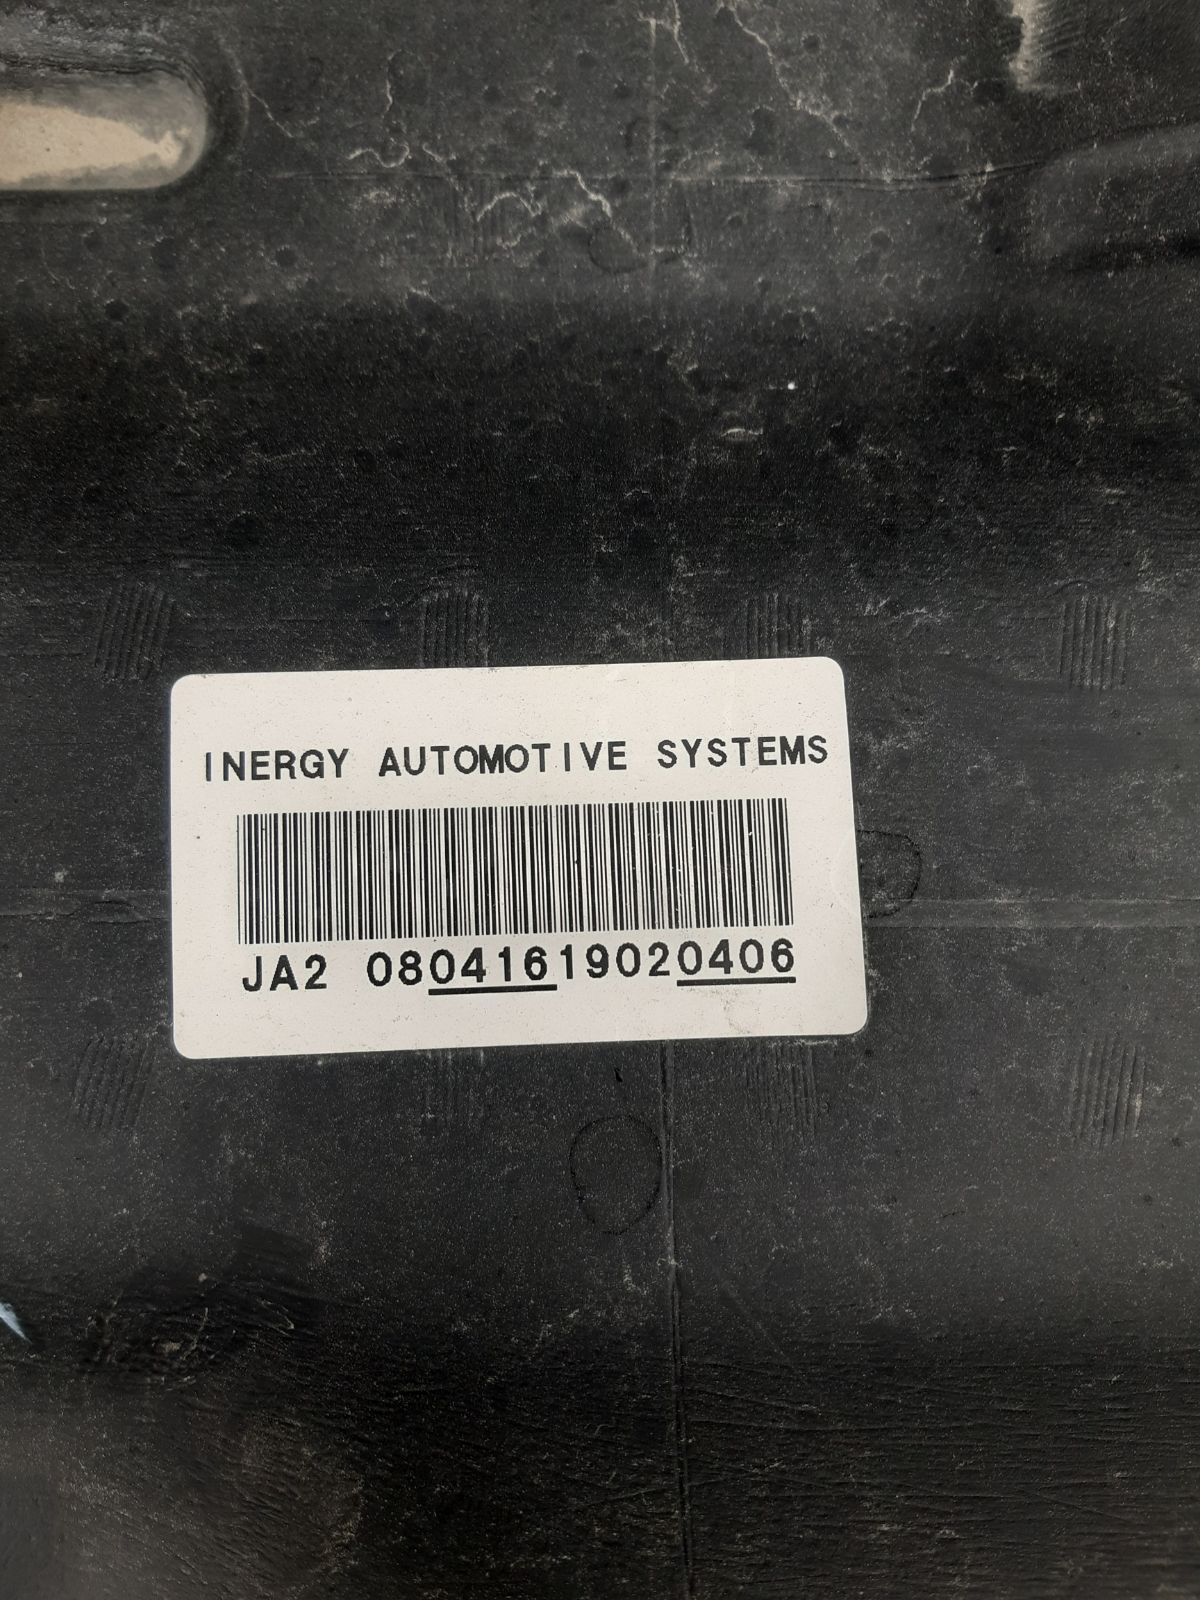 INERGY AUTOMOTIVE SYSTEMS
JA2 08041619020406